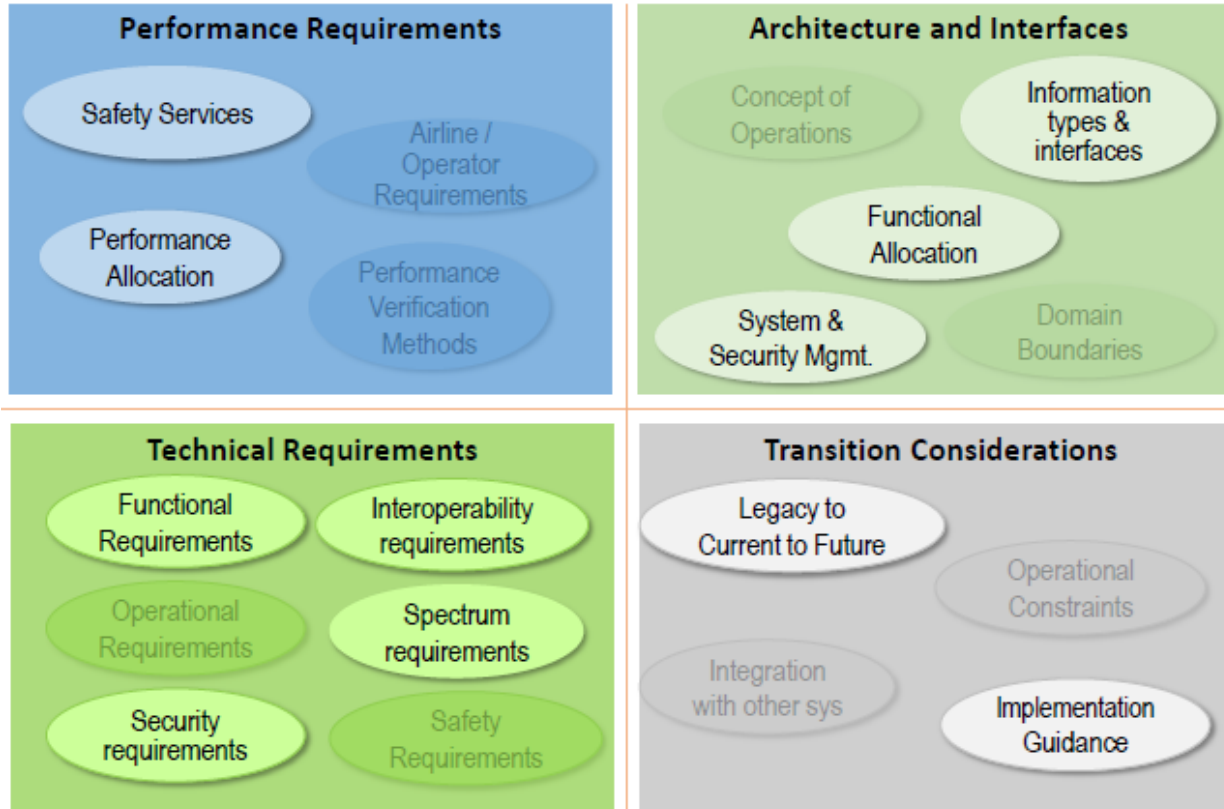 Performance Requirements
Safety Services
Airline /
Operator
Requirements
Performance
Allocation
Performance
Verification
Methods
Architecture and Interfaces
Concept of
Operations
Information
types &
interfaces
Functional
Allocation
System &
Security Mgmt.
Domain
Boundaries
Technical Requirements
Functional
Requirements
Interoperability
requirements
Operational
Requirements
Spectrum
requirements
Security
requirements
Safety
Requirements
Transition Considerations
Legacy to
Current to Future
Operational
Constraints
Integration
with other sys
Implementation
Guidance